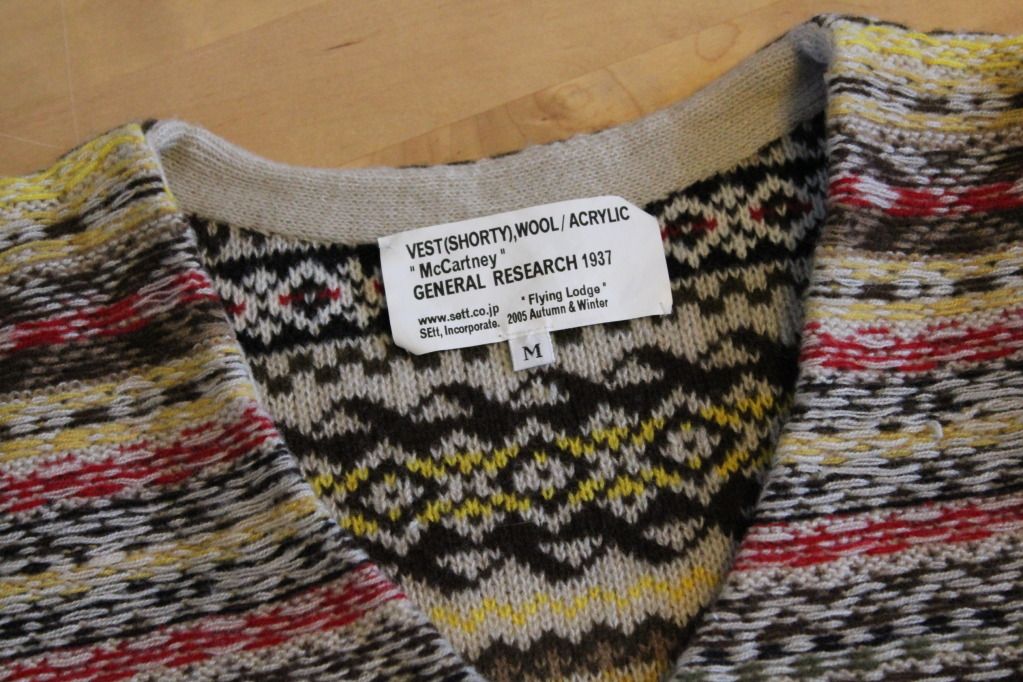 VEST(SHORTY),WOOL/ ACRYLIC
"McCartney"
GENERAL RESEARCH 1937
www.sett.co.jp "Flying Lodge"
SEtt, Incorporate. 2005 Autumn & Winter
M